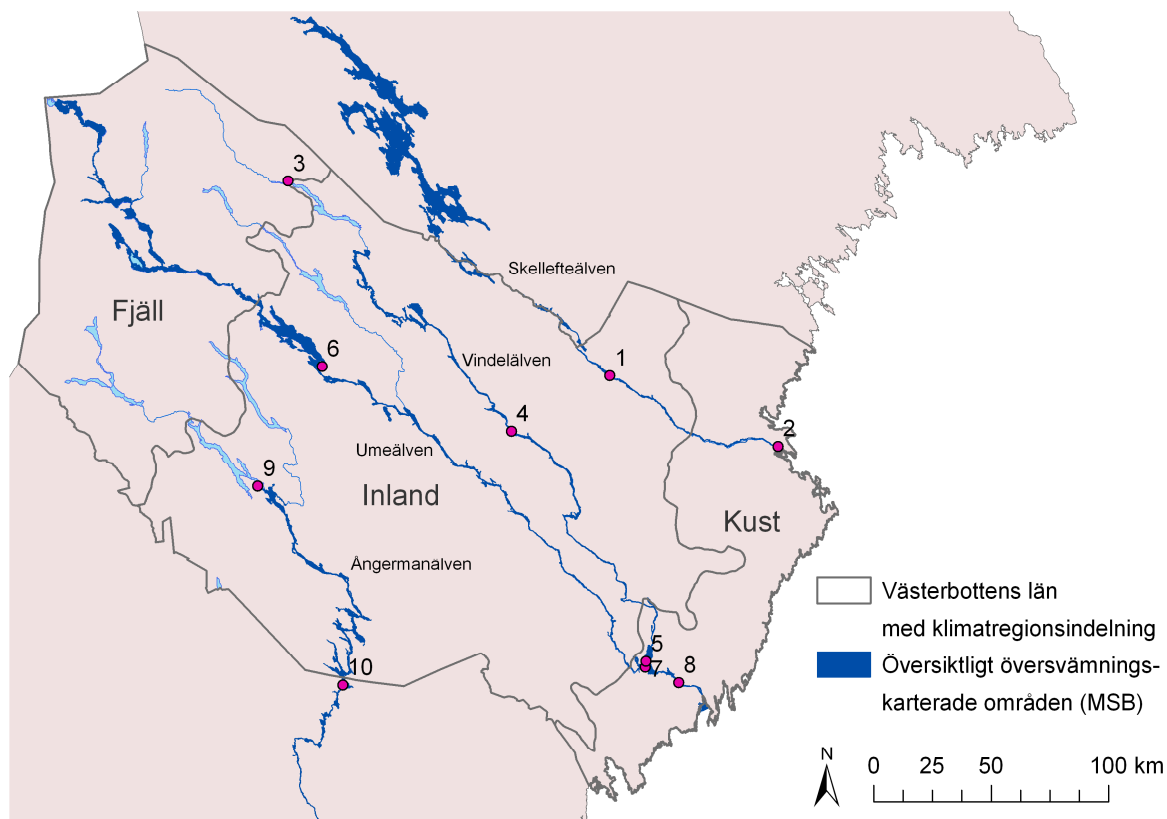 3
Skellefteälven
Fjäll
6
Vindelälven
1
4
2
Umeälven
9
Inland
Kust
Ångermanälven
Västerbottens län
med klimatregionsindelning
5
7
8
10
Översiktligt översvämnings-
karterade områden (MSB)
N
0 25 50 100 km